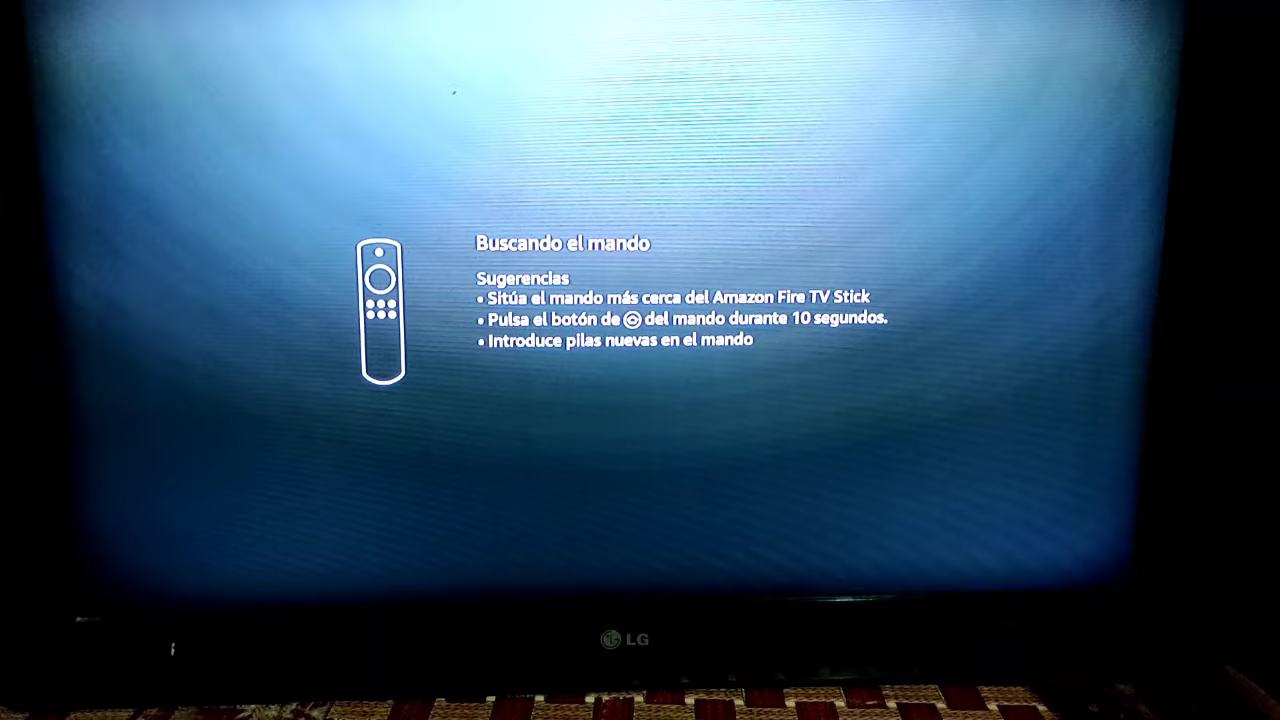 Buscando el mando
Sugerencias
• Sitúa el mando más cerca del Amazon Fire TV Stick
• Pulsa el botón de del mando durante 10 segundos.
• Introduce pilas nuevas en el mando
LG